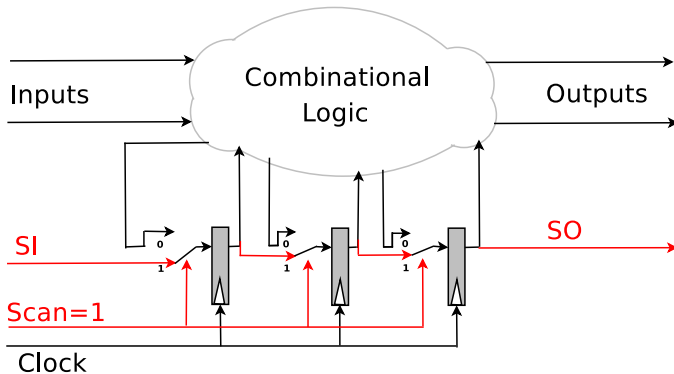 Combinational
Logic
Inputs
Outputs
0
0
0
SI
1
1
1
SO
Scan=1
Clock